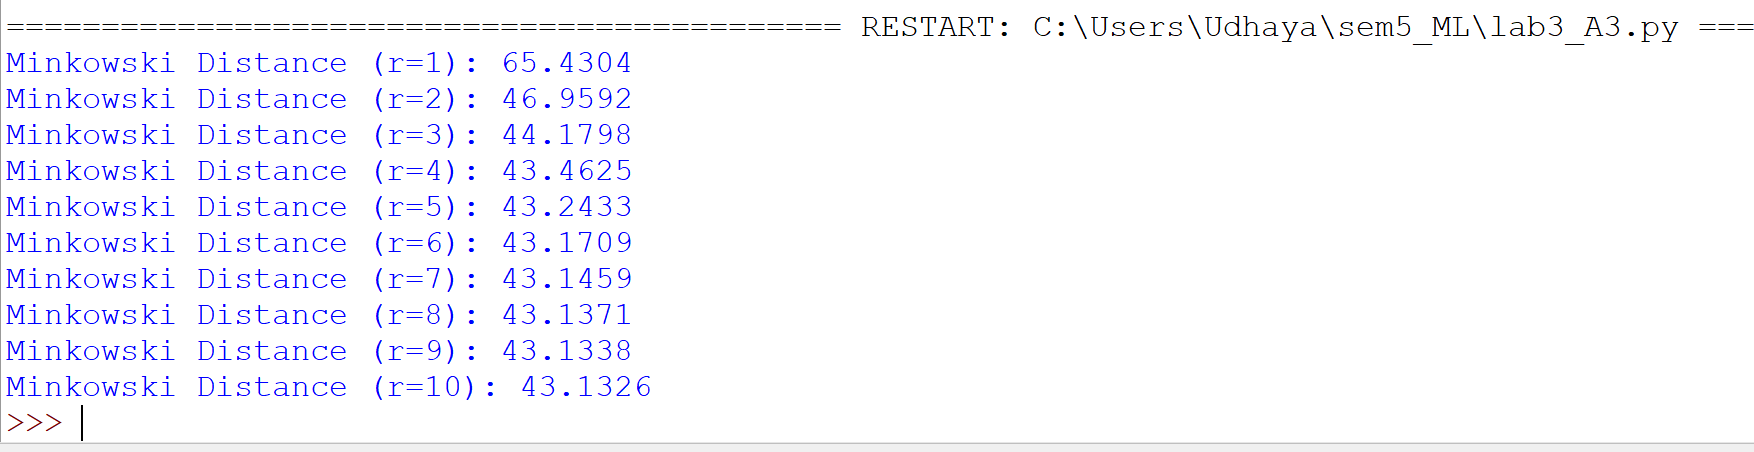 ============================================ RESTART: C:\Users\Udhaya\sem5_ML\lab3_A3.py ===
Minkowski Distance (r=1): 65.4304
Minkowski Distance (r=2): 46.9592
Minkowski Distance (r=3): 44.1798
Minkowski Distance (r=4): 43.4625
Minkowski Distance (r=5): 43.2433
Minkowski Distance (r=6): 43.1709
Minkowski Distance (r=7): 43.1459
Minkowski Distance (r=8): 43.1371
Minkowski Distance (r=9): 43.1338
Minkowski Distance (r=10): 43.1326
>>>